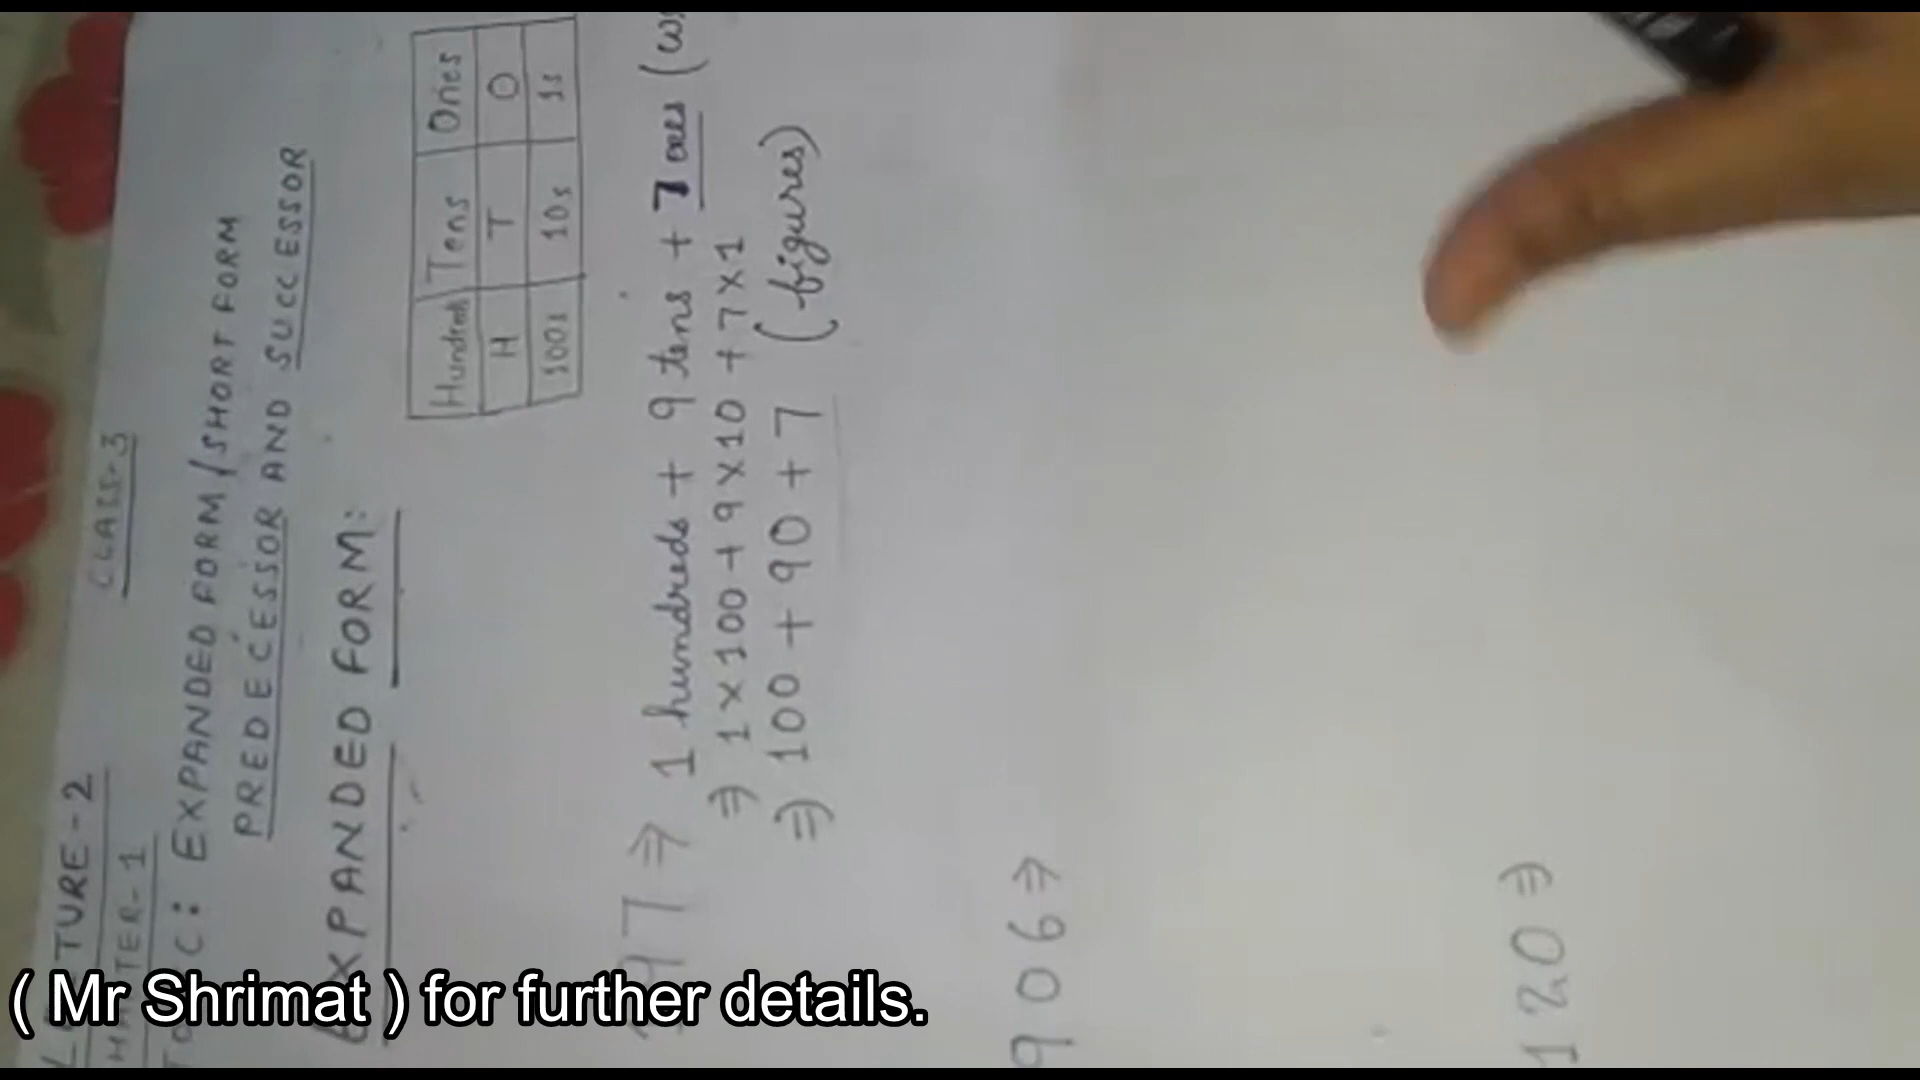 TURE-2
CLASS-3
TER-1
C: EXPANDED FORM/SHORT FORM
PREDECESSOR AND SUCCESSOR
EXPANDED FORM:
Hundreds Tens Ones
H T O
100s 10s 1s
197 ⇒ 1 hundreds + 9 tens + 7 ones (
⇒ 1×100 + 9×10 + 7×1
⇒ 100 + 90 + 7 (figures)
906 ⇒
120 ⇒
( Mr Shrimat ) for further details.